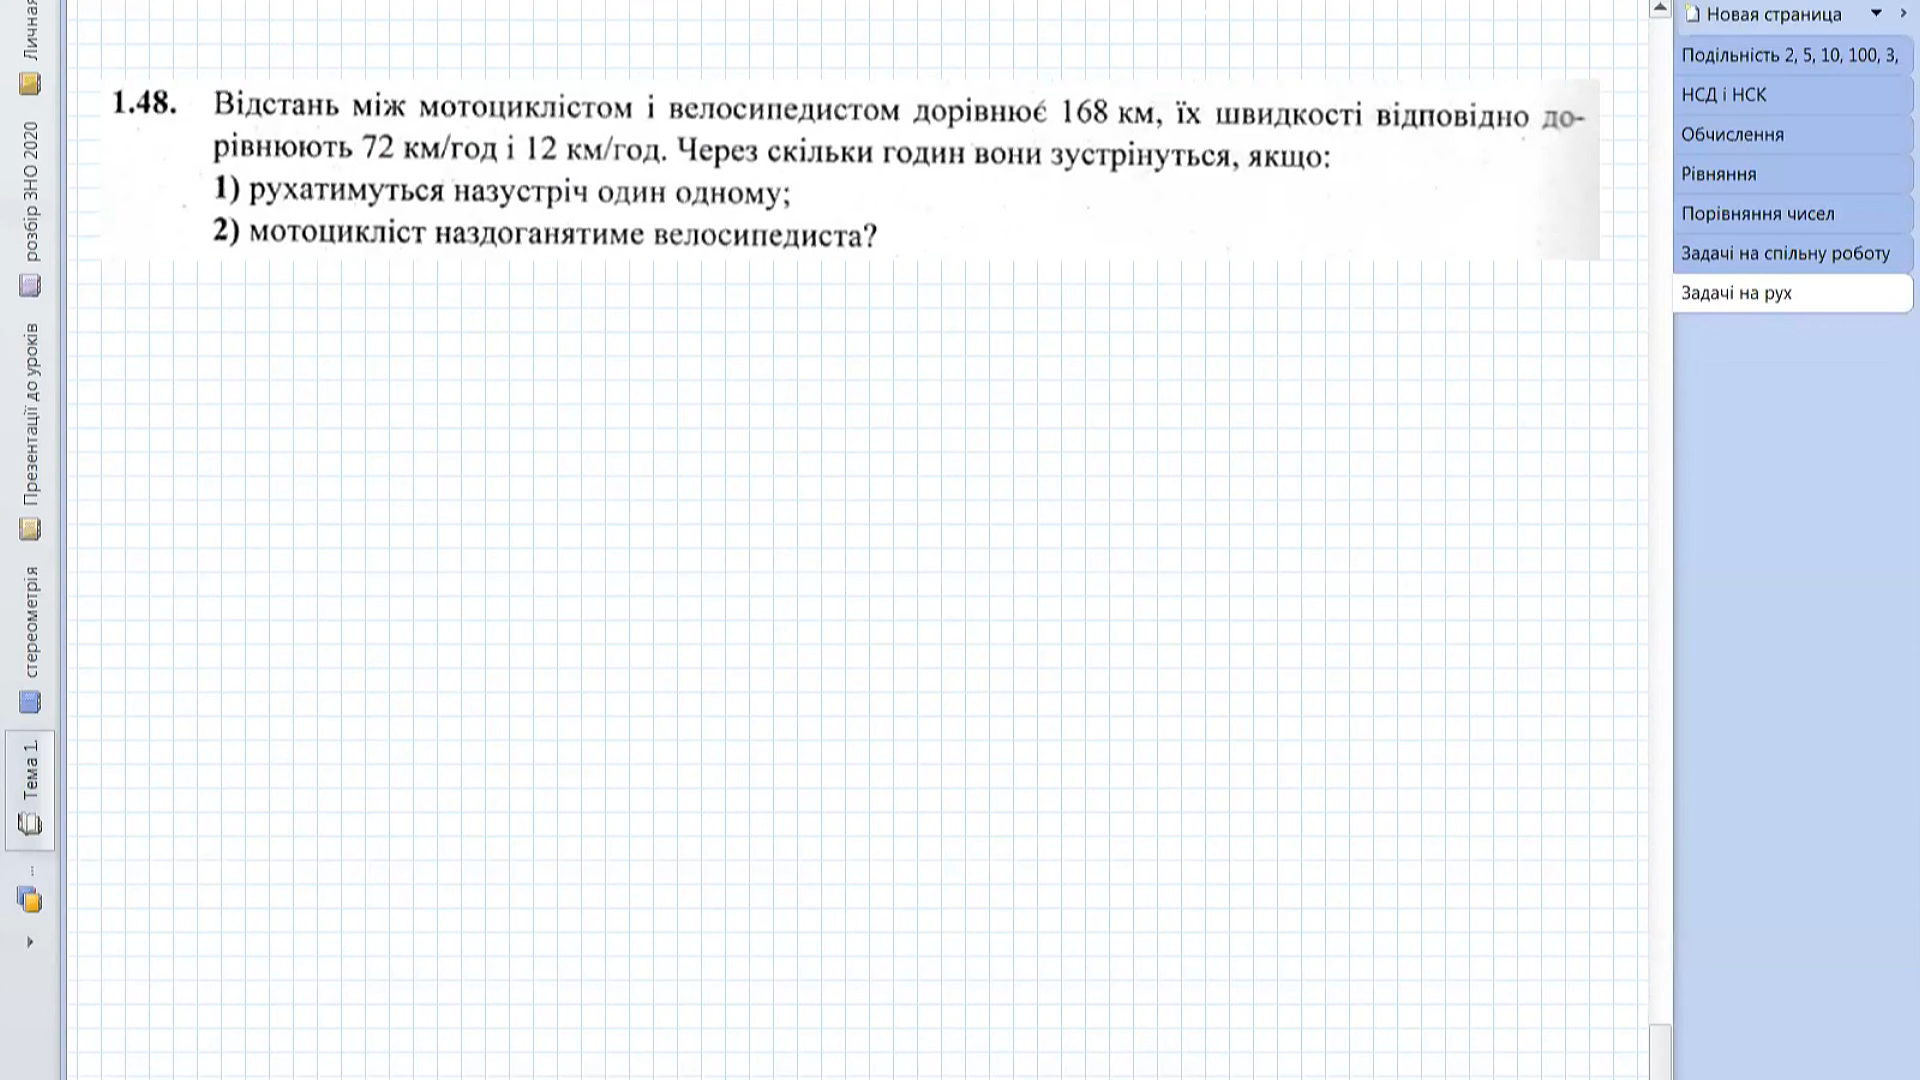 Личная
розбір ЗНО 2020
Презентації до уроків
стереометрія
Тема 1.
...
1.48. Відстань між мотоциклістом і велосипедистом дорівнює 168 км, їх швидкості відповідно до-
рівнюють 72 км/год і 12 км/год. Через скільки годин вони зустрінуться, якщо:
1) рухатимуться назустріч один одному;
2) мотоцикліст наздоганятиме велосипедиста?
Новая страница
Подільність 2, 5, 10, 100, 3,
НСД і НСК
Обчислення
Рівняння
Порівняння чисел
Задачі на спільну роботу
Задачі на рух